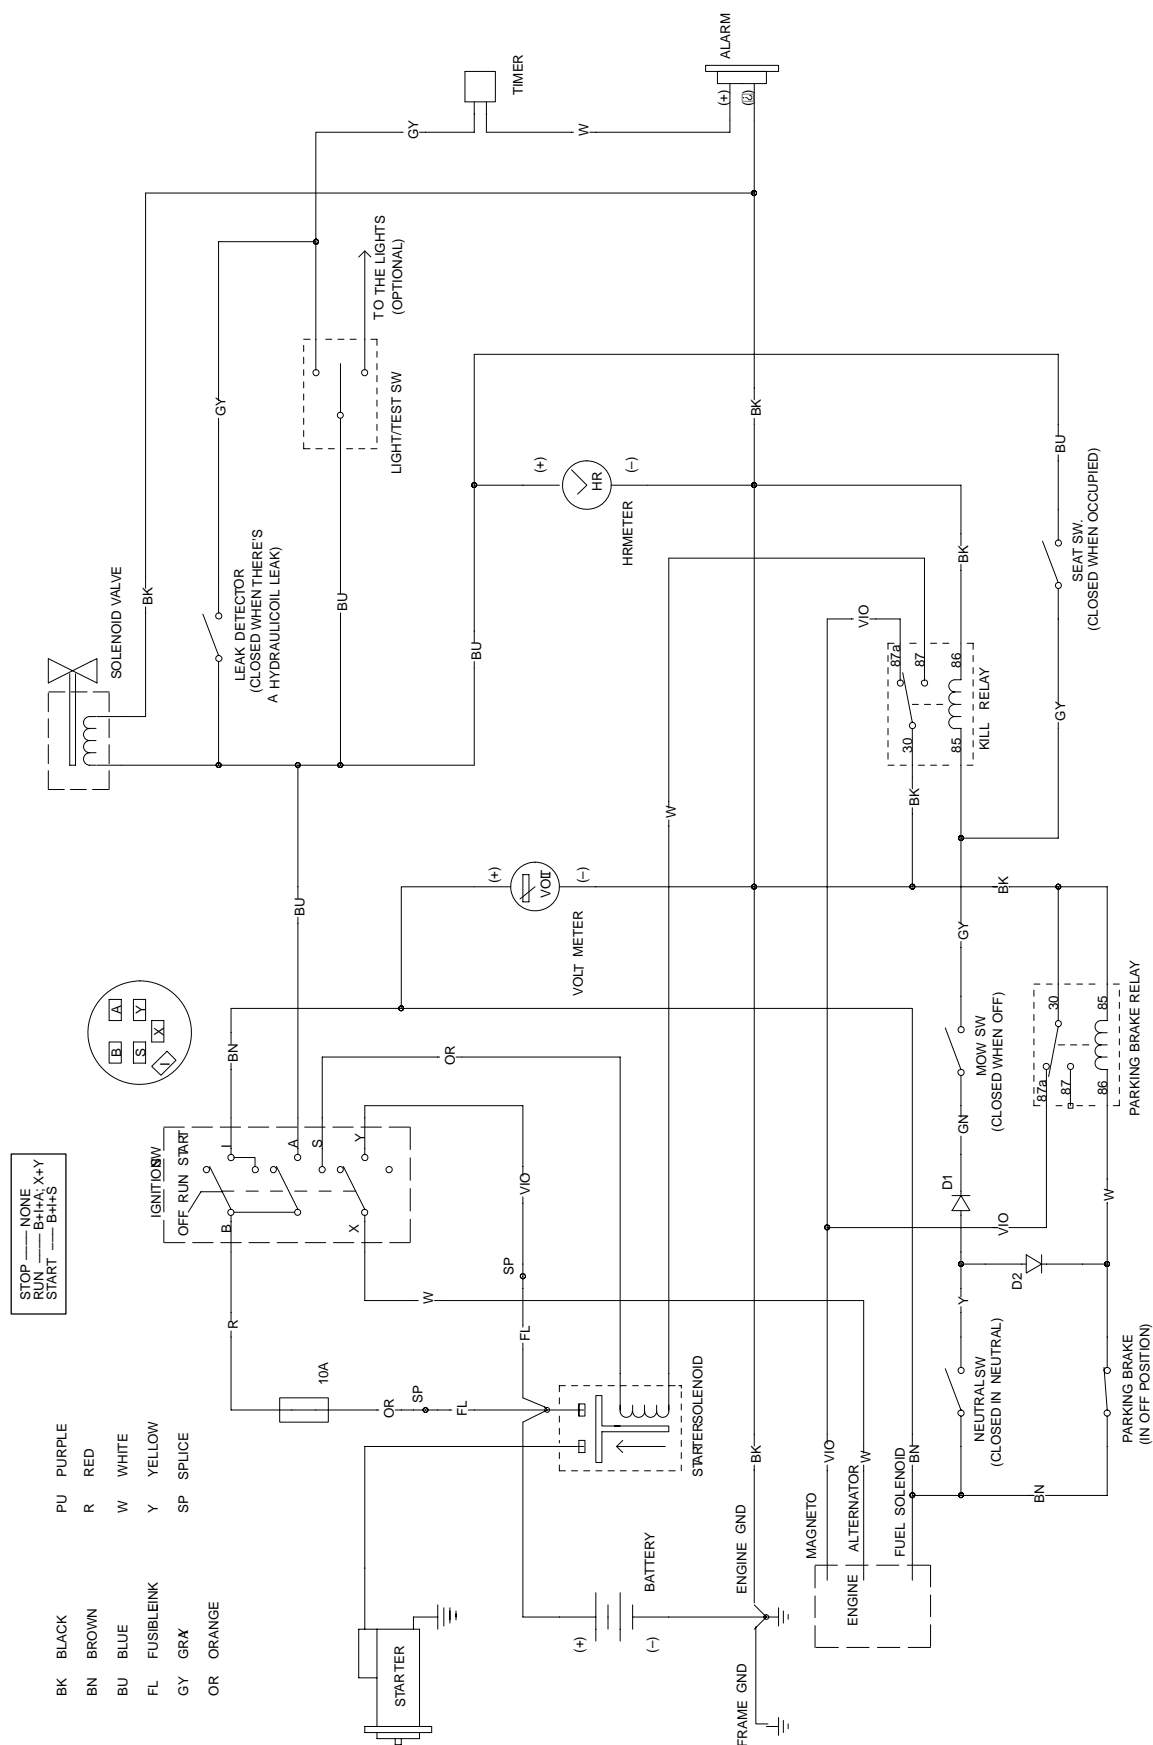 STOP —— NONE
RUN —— B+I+A; X+Y
START —— B+I+S
BK BLACK
BN BROWN
BU BLUE
FL FUSIBLEINK
GY GRAY
OR ORANGE
PU PURPLE
R RED
W WHITE
Y YELLOW
SP SPLICE
B
A
S
Y
X
I
SOLENOID VALVE
BK
IGNITION SW
OFF RUN START
B
I
A
S
X
Y
GY
LEAK DETECTOR
(CLOSED WHEN THERE'S
A HYDRAULICOIL LEAK)
R
BN
10A
BU
BU
LIGHT/TEST SW
TO THE LIGHTS
(OPTIONAL)
GY
OR
SP
FL
W
OR
STARTER
BU
TIMER
SP
FL
VIO
(+)
(–)
VOLT METER
(+)
(–)
HR
HRMETER
W
BATTERY
(+)
(–)
STARTER SOLENOID
W
ALARM
(+)
FRAME GND
ENGINE GND
BK
BK
MAGNETO
VIO
ENGINE
ALTERNATOR
W
FUEL SOLENOID
BN
VIO
87a
87
30
BK
85
86
BK
KILL RELAY
D1
GN
GY
Y
NEUTRAL SW
(CLOSED IN NEUTRAL)
MOW SW
(CLOSED WHEN OFF)
VIO
BK
D2
BN
87a
30
87
86
85
PARKING BRAKE RELAY
W
PARKING BRAKE
(IN OFF POSITION)
GY
BU
SEAT SW.
(CLOSED WHEN OCCUPIED)